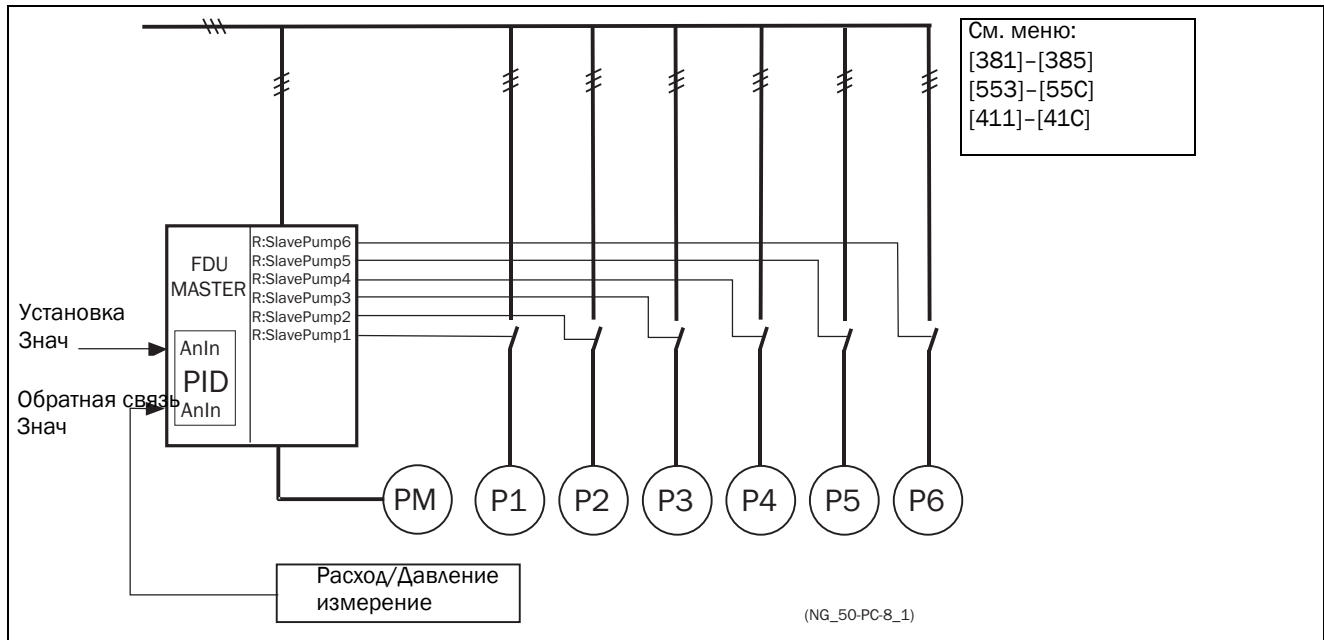 См. меню:
[381]–[385]
[553]–[55C]
[411]–[41C]
FDU
MASTER
R:SlavePump6
R:SlavePump5
R:SlavePump4
R:SlavePump3
R:SlavePump2
R:SlavePump1
Установка
Знач
AnIn
PID
AnIn
Обратная связь
Знач
PM
P1
P2
P3
P4
P5
P6
Расход/Давление
измерение
(NG_50-PC-8_1)